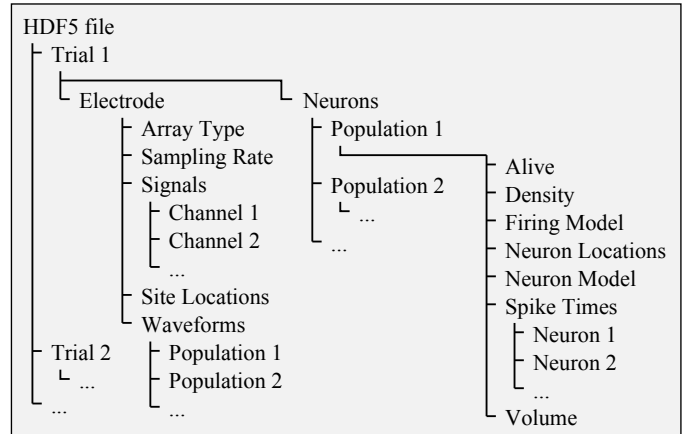 HDF5 file
Trial 1
Electrode
Array Type
Sampling Rate
Signals
Channel 1
Channel 2
...
Site Locations
Waveforms
Population 1
Population 2
...
Neurons
Population 1
Alive
Density
Firing Model
Neuron Locations
Neuron Model
Spike Times
Neuron 1
Neuron 2
...
Volume
Population 2
...
...
Trial 2
...
...